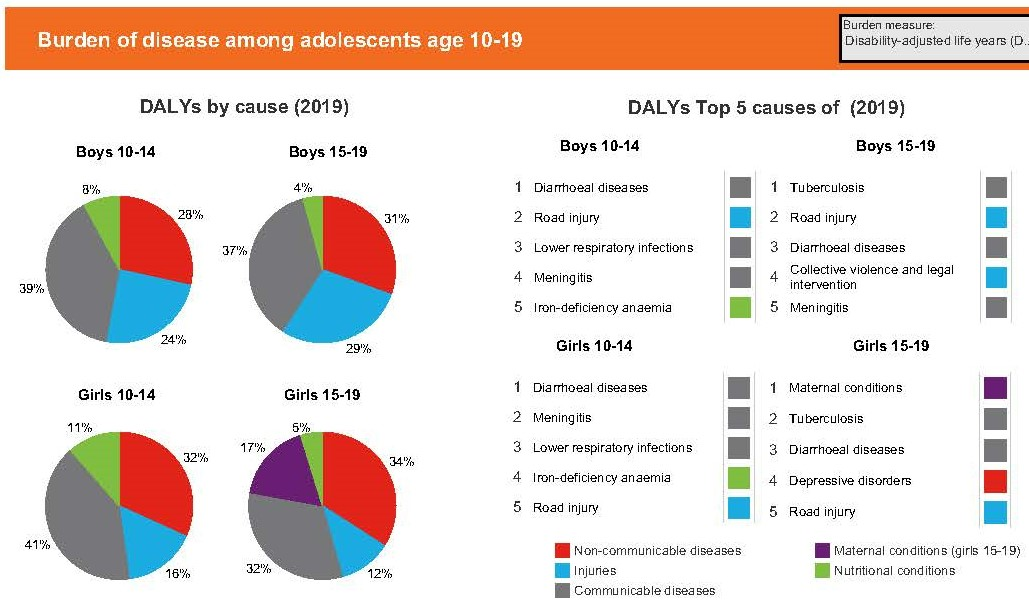 Burden of disease among adolescents age 10-19
Burden measure:
Disability-adjusted life years (D..
DALYs by cause (2019)
Boys 10-14
8%
28%
39%
24%
Boys 15-19
4%
31%
37%
29%
Girls 10-14
11%
32%
41%
16%
Girls 15-19
5%
17%
34%
32%
12%
DALYs Top 5 causes of (2019)
Boys 10-14
1 Diarrhoeal diseases
2 Road injury
3 Lower respiratory infections
4 Meningitis
5 Iron-deficiency anaemia
Boys 15-19
1 Tuberculosis
2 Road injury
3 Diarrhoeal diseases
4 Collective violence and legal
intervention
5 Meningitis
Girls 10-14
1 Diarrhoeal diseases
2 Meningitis
3 Lower respiratory infections
4 Iron-deficiency anaemia
5 Road injury
Girls 15-19
1 Maternal conditions
2 Tuberculosis
3 Diarrhoeal diseases
4 Depressive disorders
5 Road injury
Non-communicable diseases
Injuries
Communicable diseases
Maternal conditions (girls 15-19)
Nutritional conditions